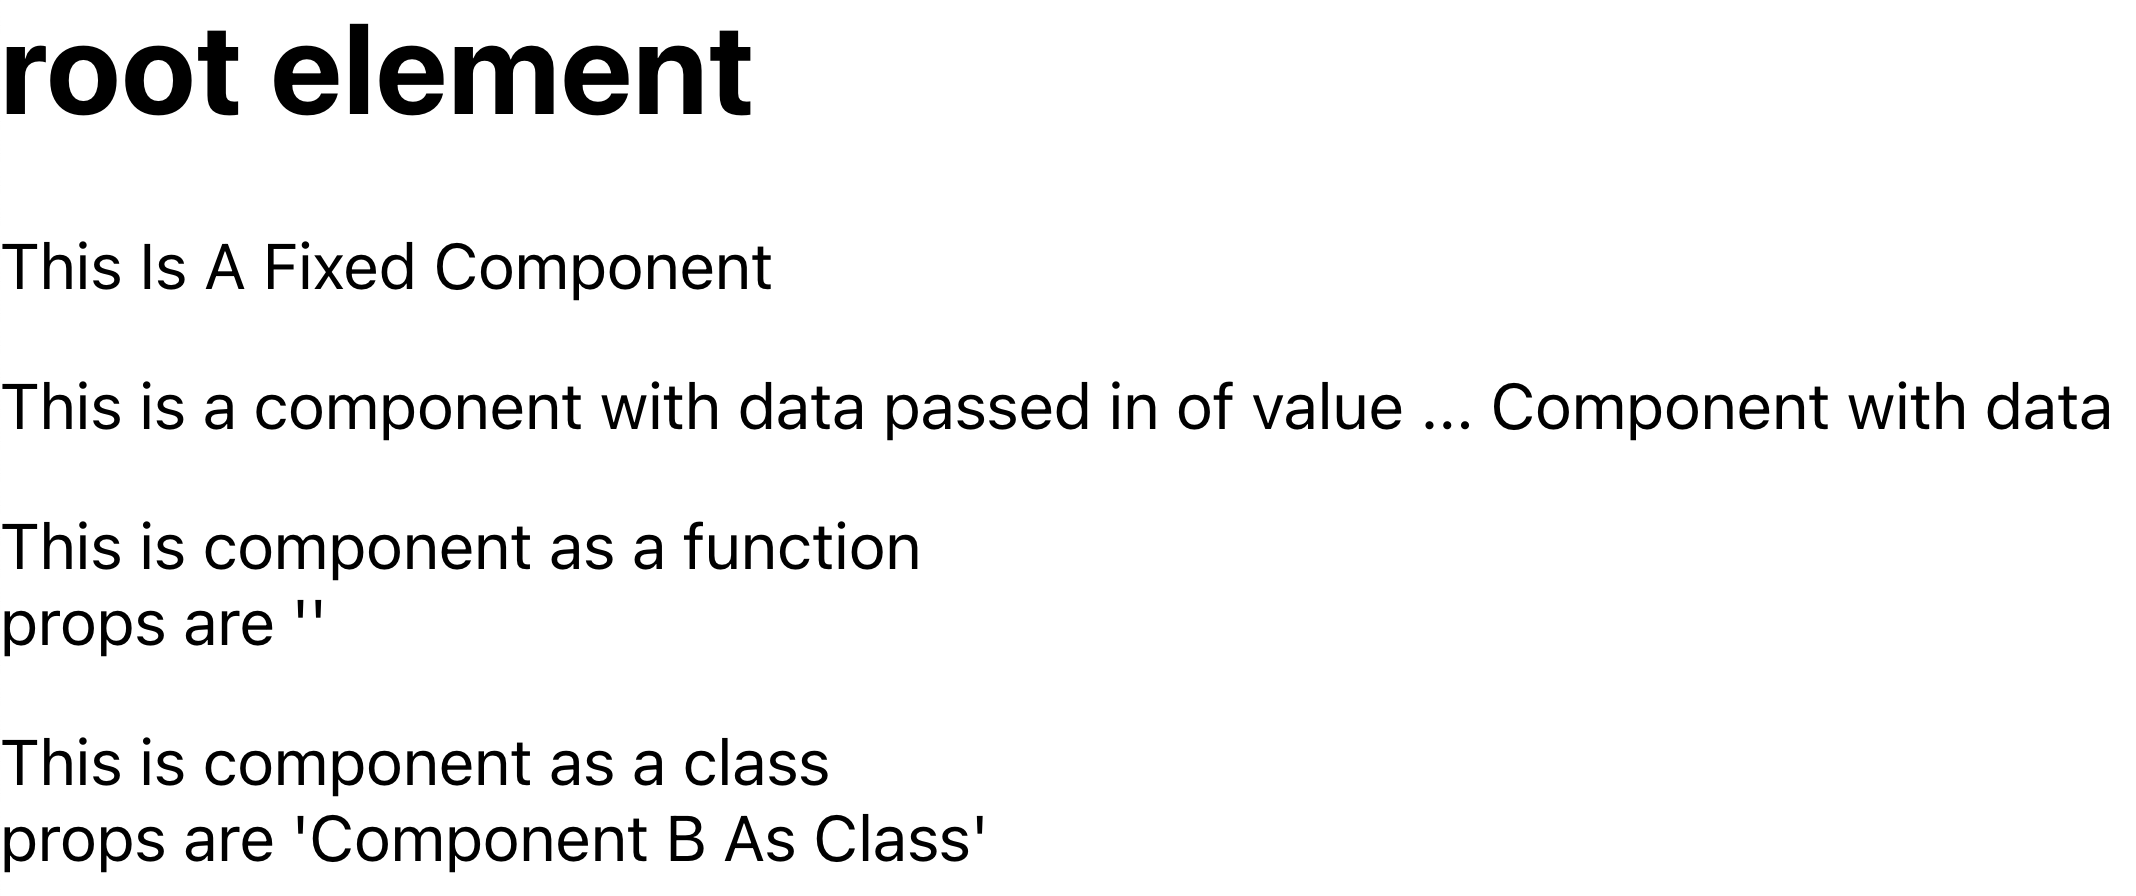 root element
This Is A Fixed Component
This is a component with data passed in of value ... Component with data
This is component as a function
props are ''
This is component as a class
props are 'Component B As Class'